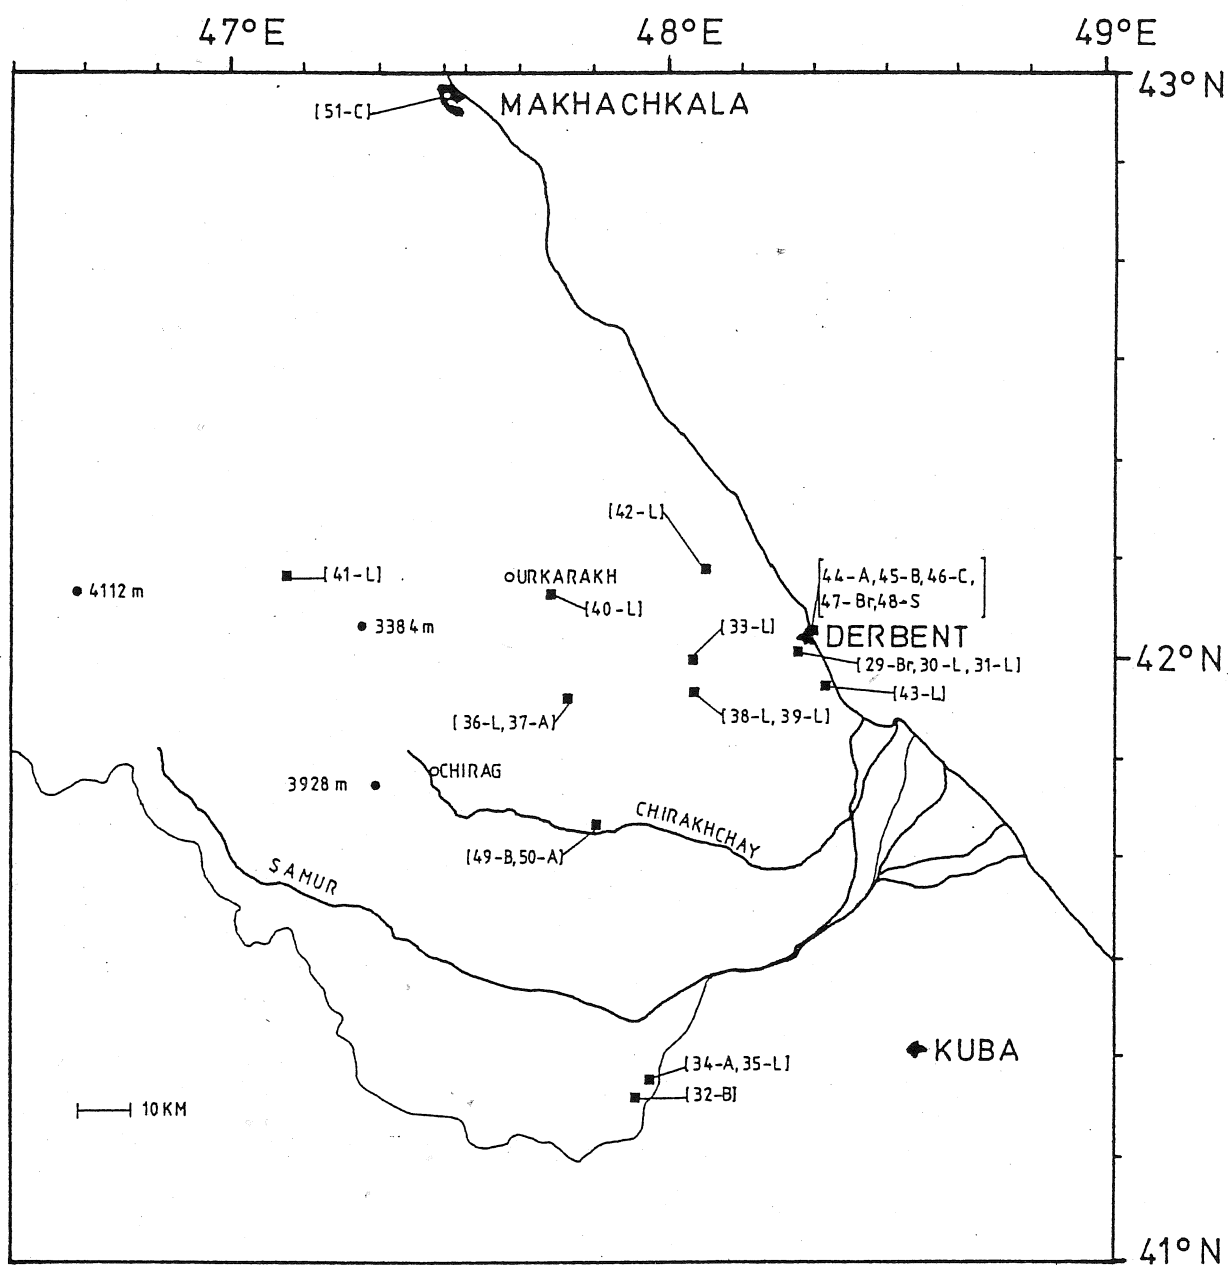 47°E 48°E 49°E
43°N
[51-C] MAKHACHKALA
[42-L]
[44-A,45-B,46-C,
47-Br,48-S]
[41-L] URKARAKH
4112 m
[40-L]
3384 m
[33-L] DERBENT
42°N
[29-Br,30-L,31-L]
[43-L]
[36-L,37-A] [38-L,39-L]
CHIRAG
3928 m
CHIRAKHCHAY
[49-B,50-A]
SAMUR
KUBA
[34-A,35-L]
[32-B]
10 KM
41°N